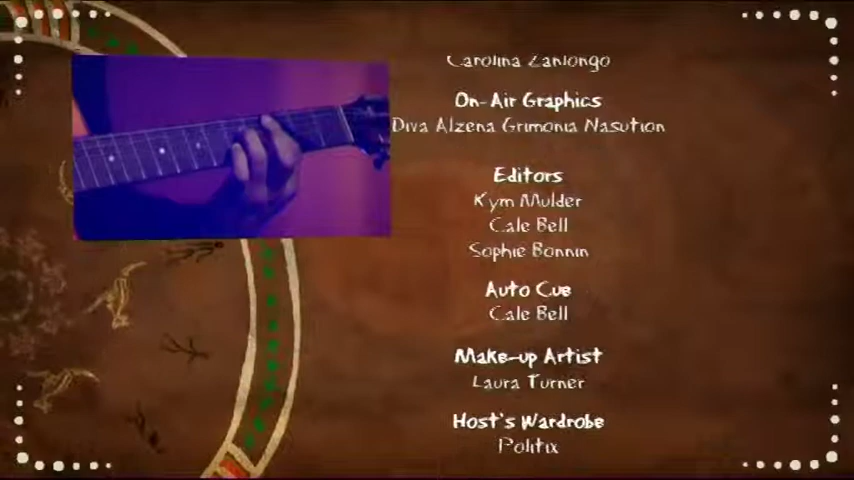 Carolina Zanlongo
On-Air Graphics
Diva Alzena Grimonia Nasution
Editors
Kym Mulder
Cale Bell
Sophie Bonnin
Auto Cue
Cale Bell
Make-up Artist
Laura Turner
Host's Wardrobe
Politix